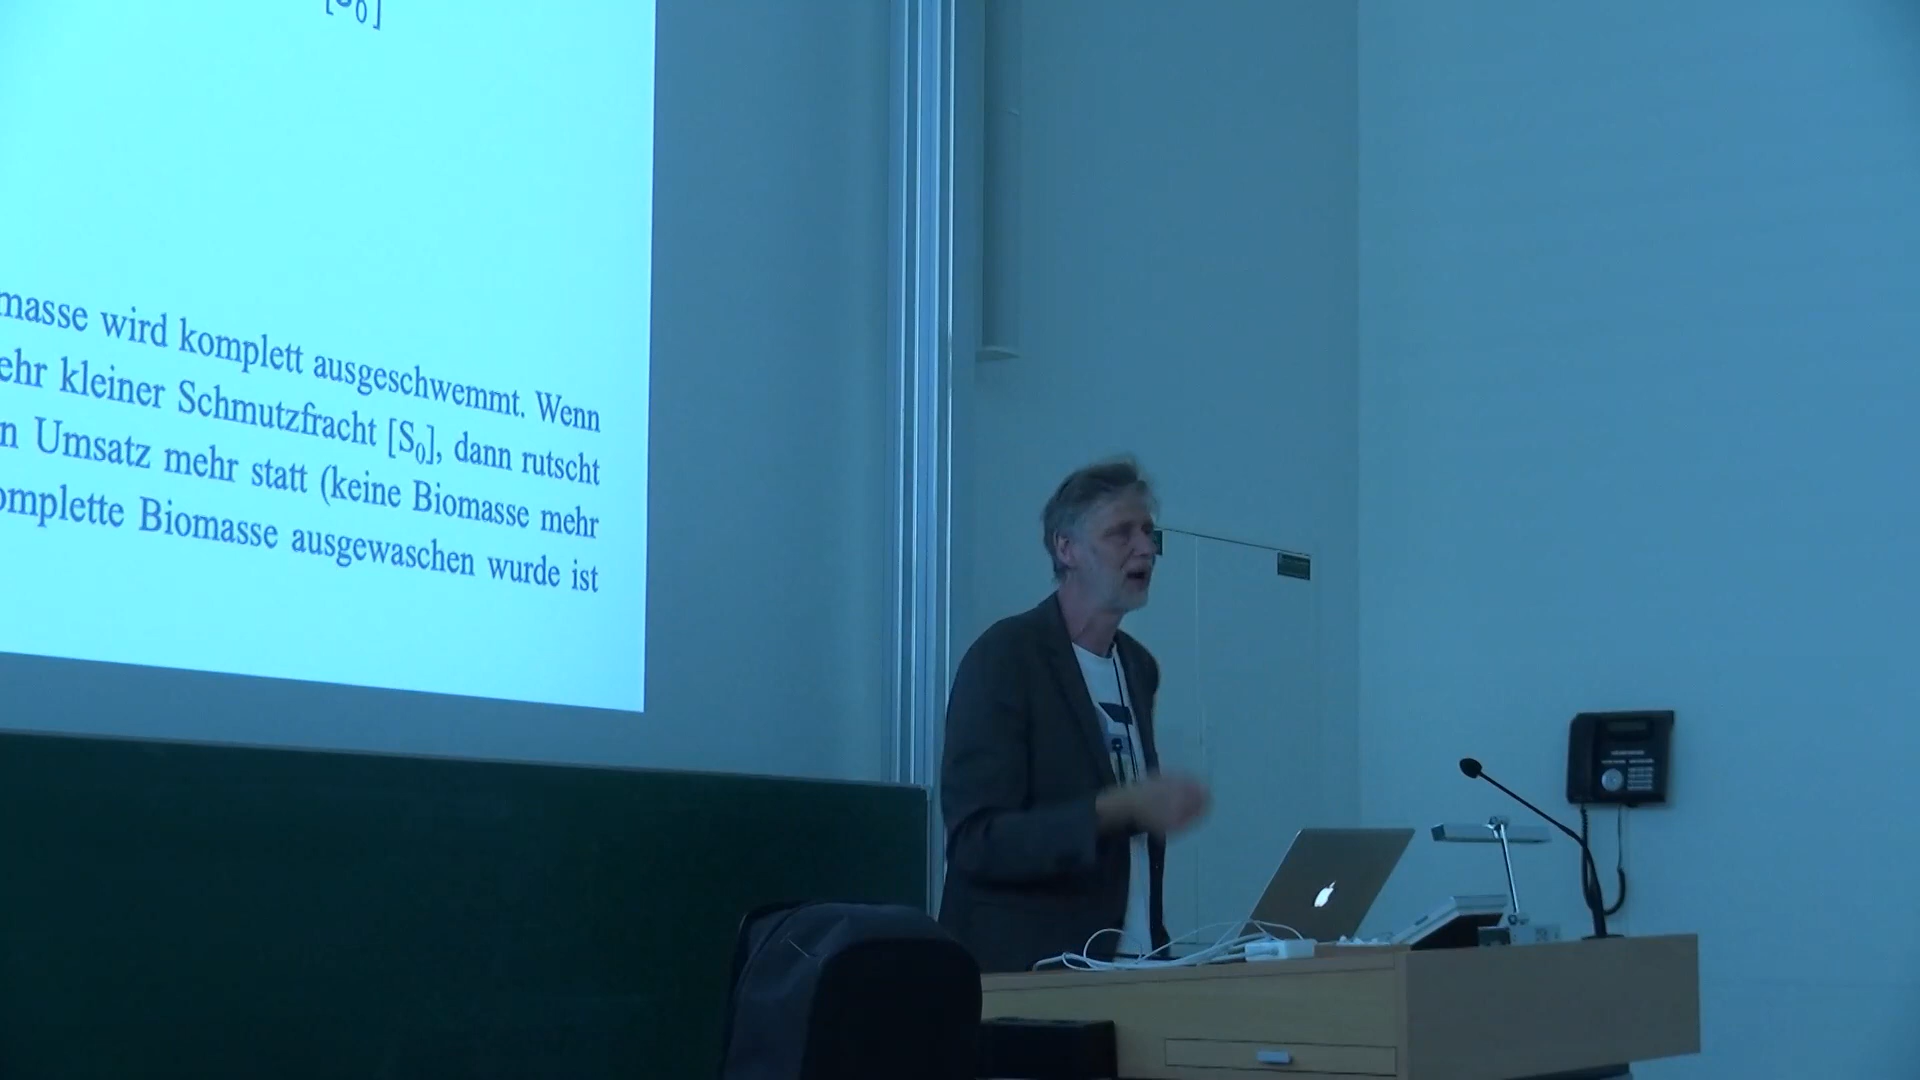 [S₀]
masse wird komplett ausgeschwemmt. Wenn
ehr kleiner Schmutzfracht [S₀], dann rutscht
n Umsatz mehr statt (keine Biomasse mehr
omplette Biomasse ausgewaschen wurde ist